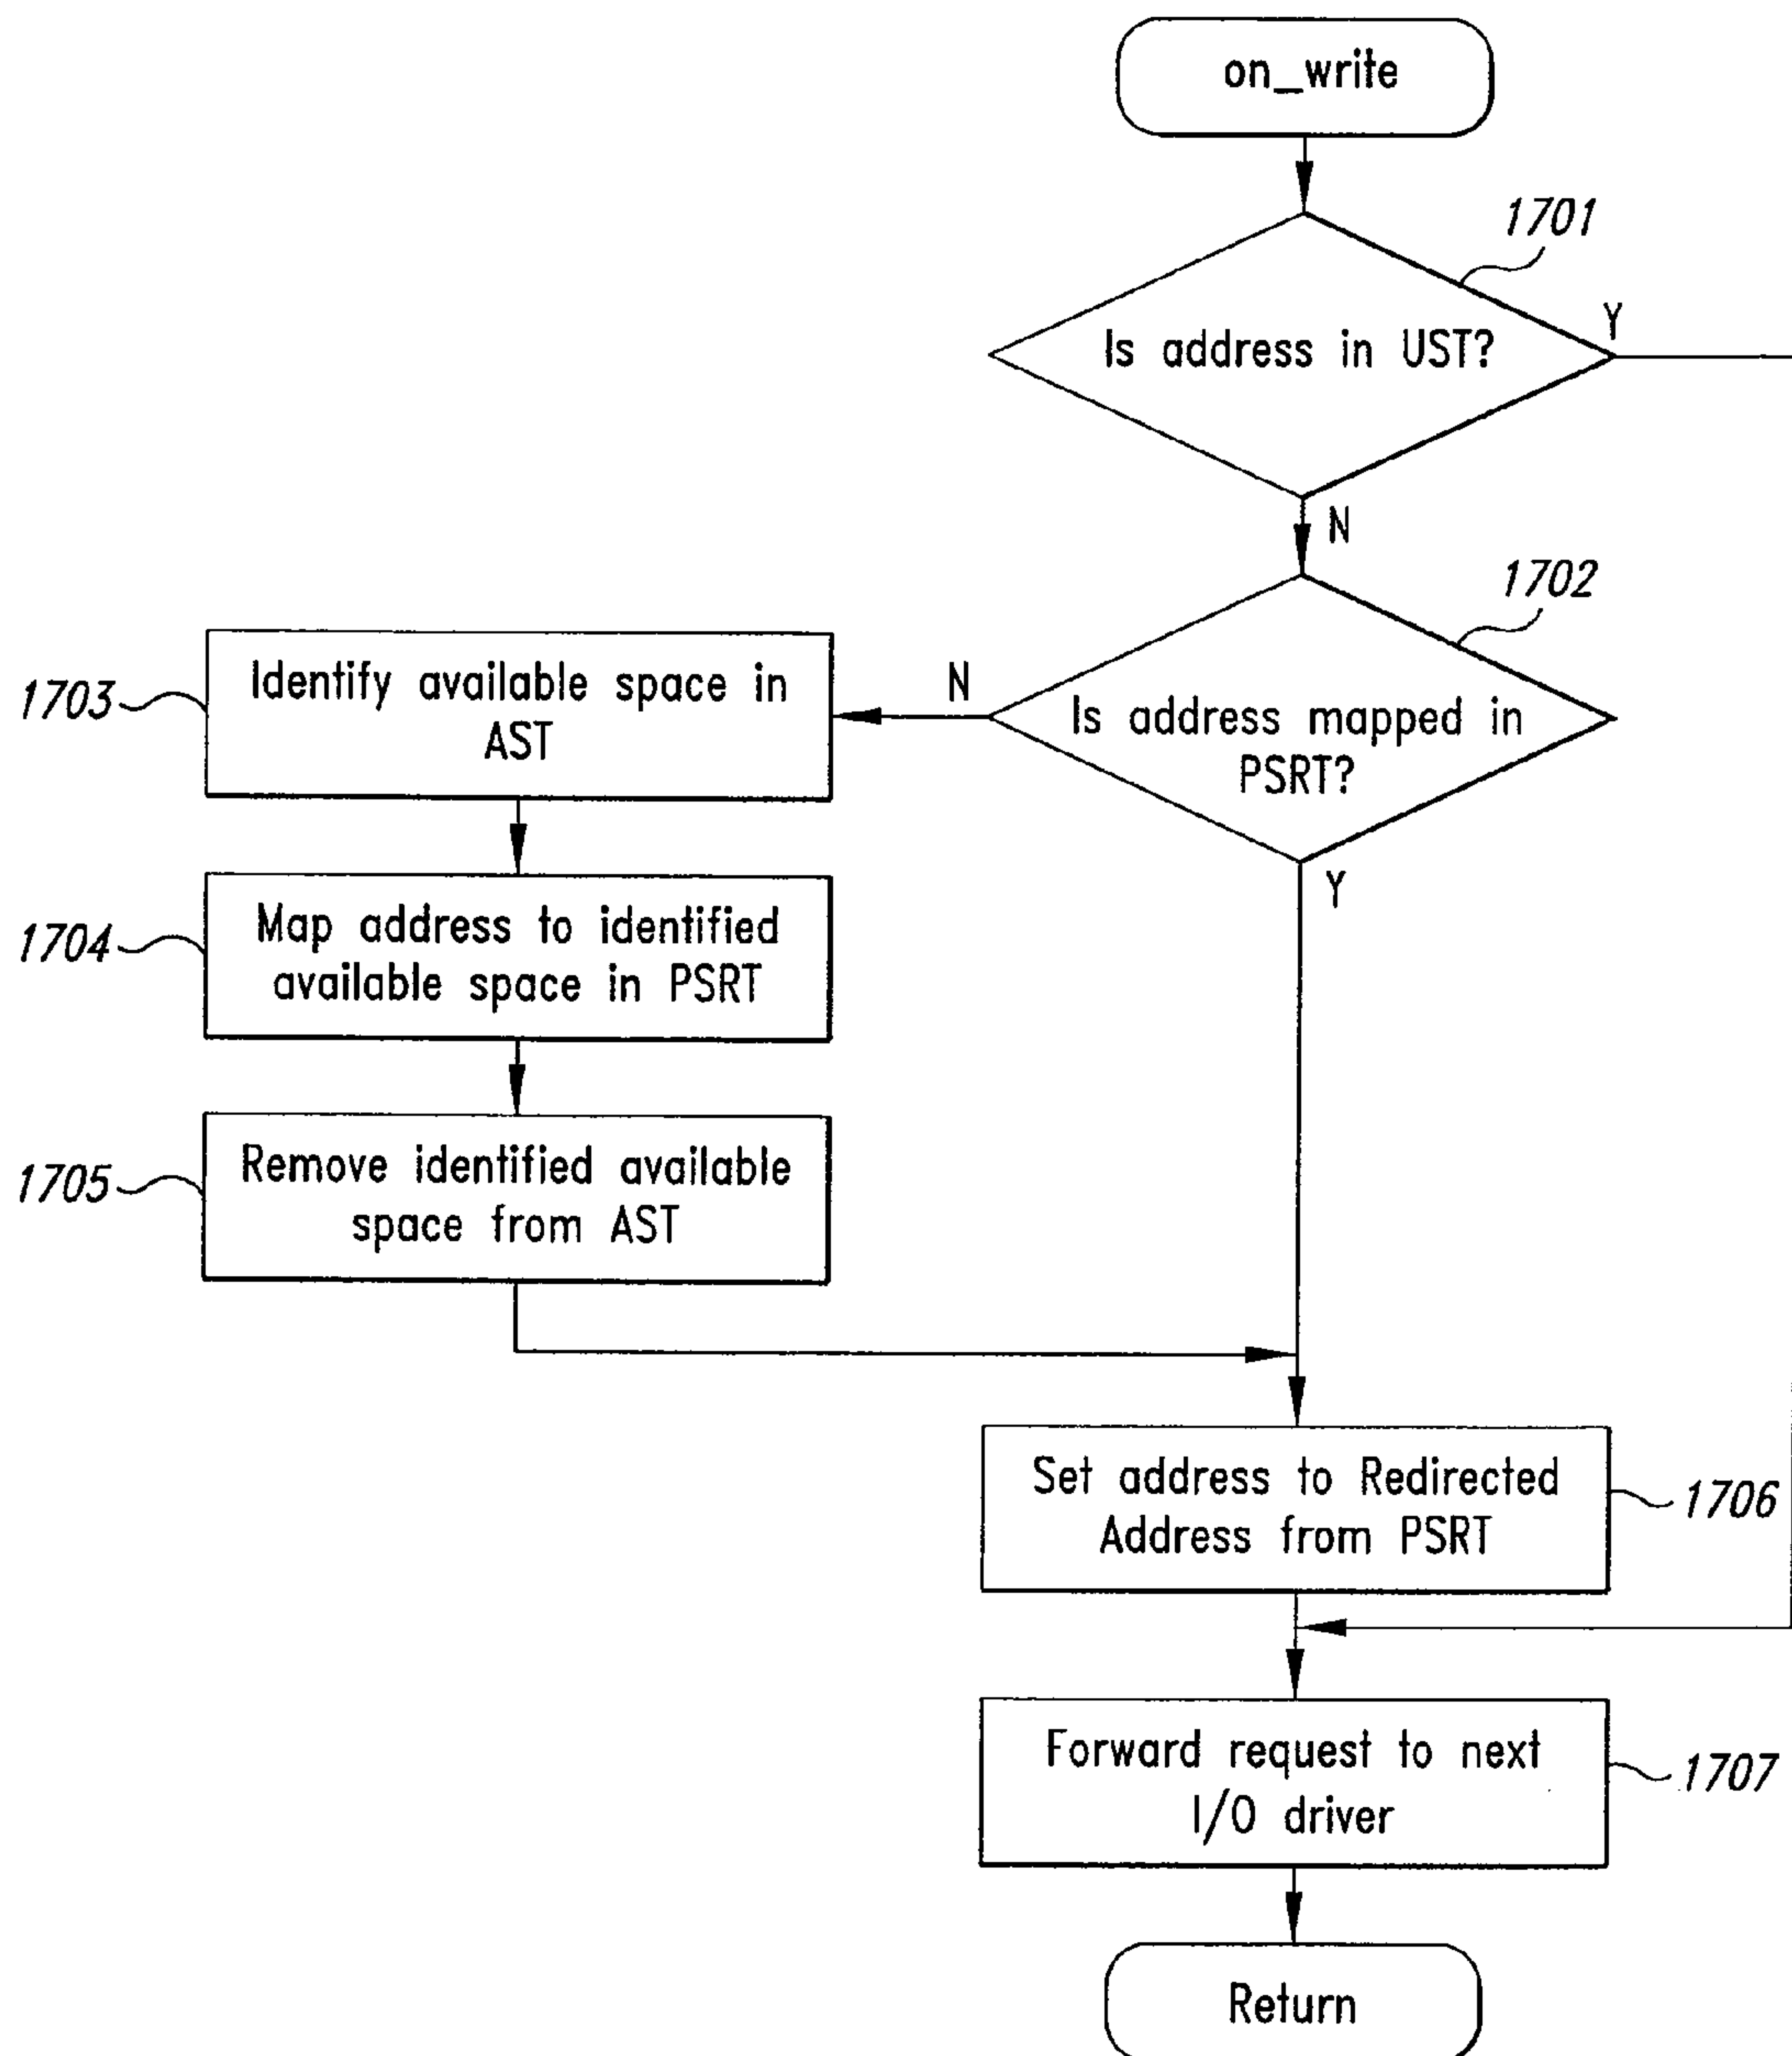 on_write
1701
Is address in UST?
Y
N
1702
Is address mapped in
PSRT?
N
Y
1703
Identify available space in
AST
1704
Map address to identified
available space in PSRT
1705
Remove identified available
space from AST
Set address to Redirected
Address from PSRT
1706
Forward request to next
I/O driver
1707
Return